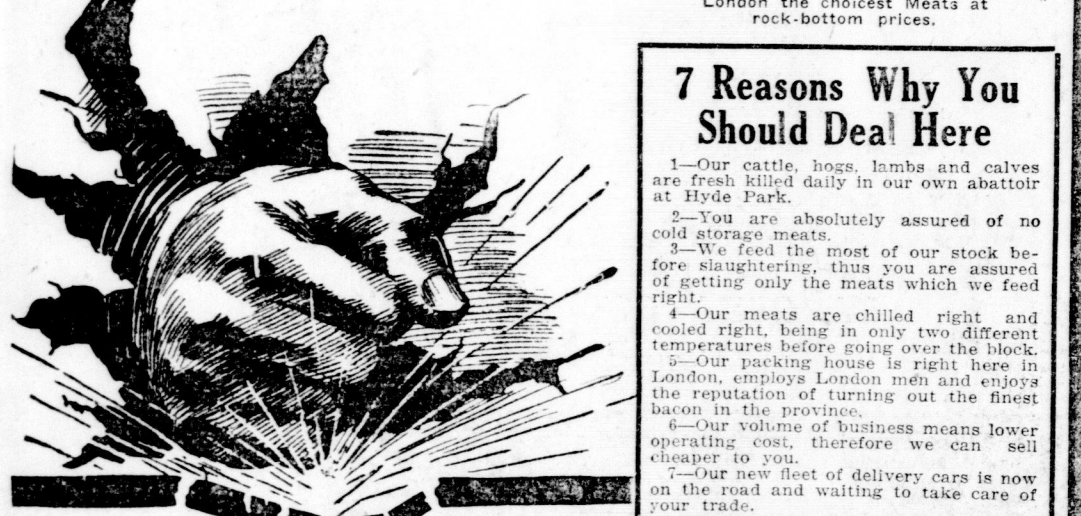 London the choicest Meats at
rock-bottom prices.
7 Reasons Why You
Should Deal Here
1—Our cattle, hogs, lambs and calves
are fresh killed daily in our own abattoir
at Hyde Park.
2—You are absolutely assured of no
cold storage meats.
3—We feed the most of our stock be-
fore slaughtering, thus you are assured
of getting only the meats which we feed
right.
4—Our meats are chilled right and
cooled right, being in only two different
temperatures before going over the block.
5—Our packing house is right here in
London, employs London men and enjoys
the reputation of turning out the finest
bacon in the province.
6—Our volume of business means lower
operating cost, therefore we can sell
cheaper to you.
7—Our new fleet of delivery cars is now
on the road and waiting to take care of
your trade.